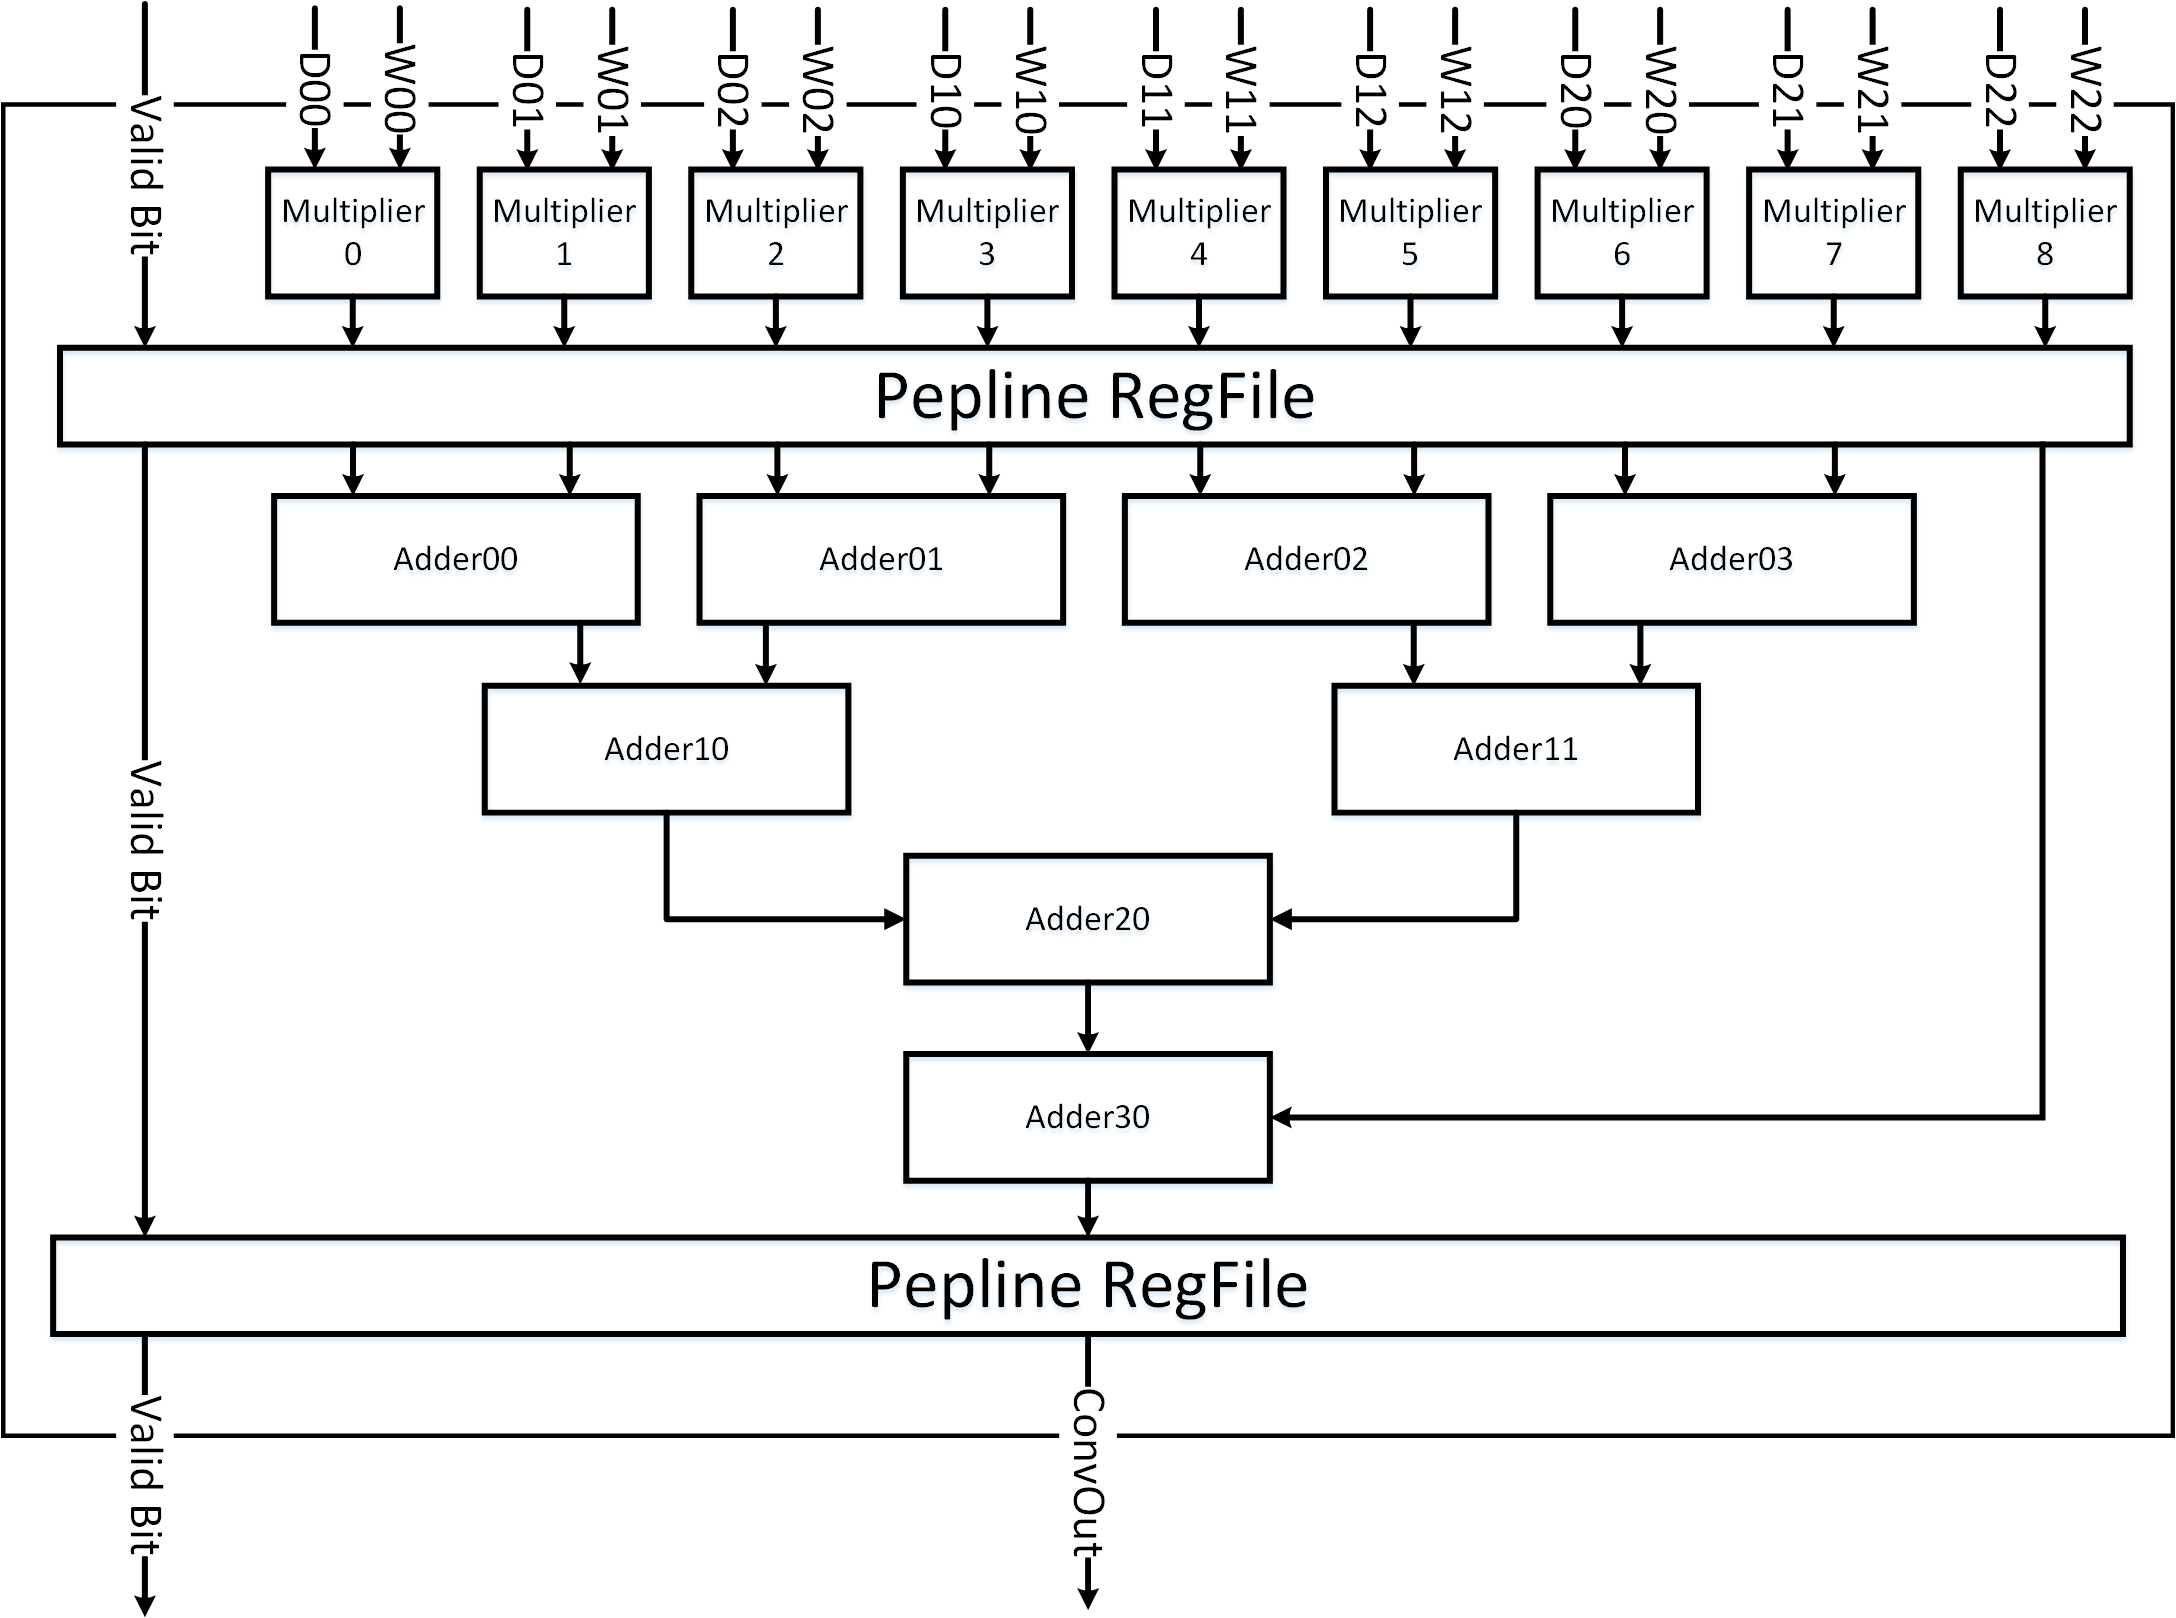 Valid Bit
D00
W00
D01
W01
D02
W02
D10
W10
D11
W11
D12
W12
D20
W20
D21
W21
D22
W22
Multiplier
0
Multiplier
1
Multiplier
2
Multiplier
3
Multiplier
4
Multiplier
5
Multiplier
6
Multiplier
7
Multiplier
8
Pepline RegFile
Adder00
Adder01
Adder02
Adder03
Valid Bit
Adder10
Adder11
Adder20
Adder30
Pepline RegFile
Valid Bit
ConvOut